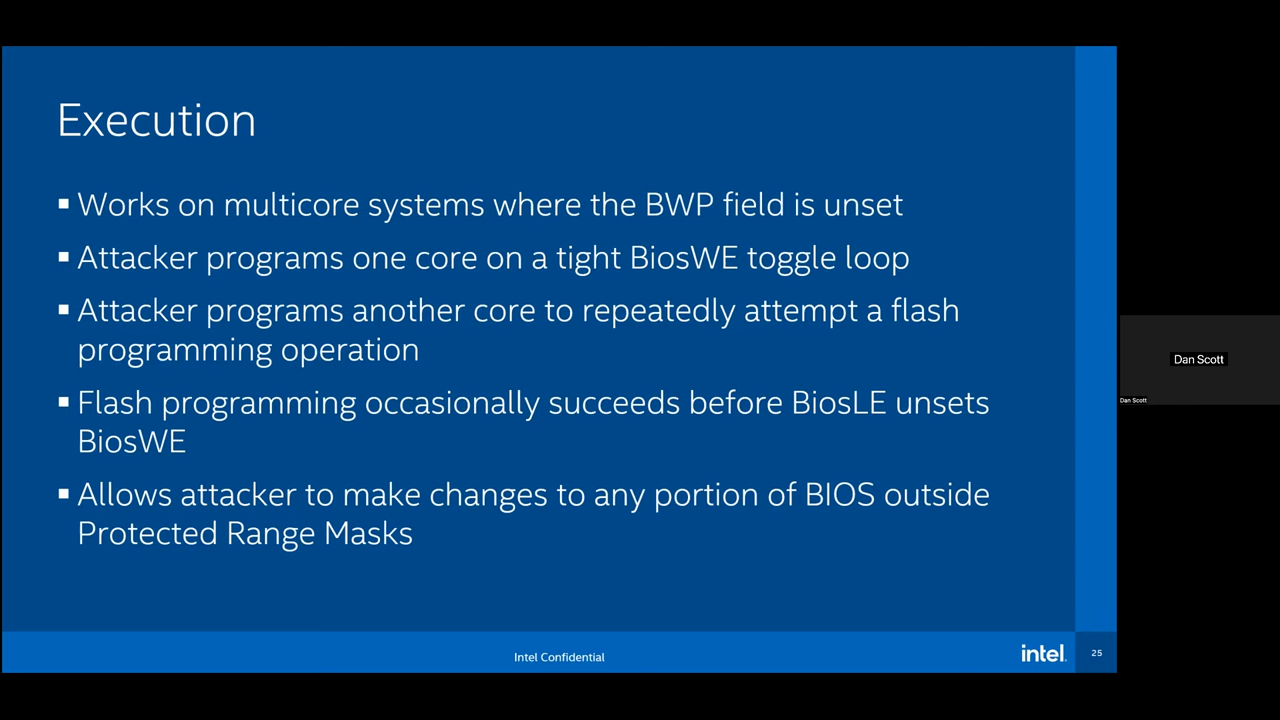 Execution
▪ Works on multicore systems where the BWP field is unset
▪ Attacker programs one core on a tight BiosWE toggle loop
▪ Attacker programs another core to repeatedly attempt a flash
programming operation
▪ Flash programming occasionally succeeds before BiosLE unsets
BiosWE
▪ Allows attacker to make changes to any portion of BIOS outside
Protected Range Masks
Intel Confidential
intel.
25
Dan Scott
Dan Scott